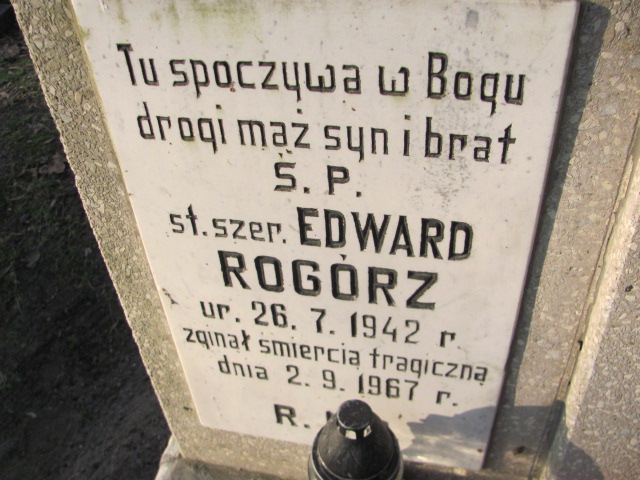 Tu spoczywa w Bogu
drogi mąż syn i brat
Ś. P.
st. szer. EDWARD
ROGÓRZ
ur. 26. 7. 1942 r.
zginął śmiercią tragiczną
dnia 2. 9. 1967 r.
R.